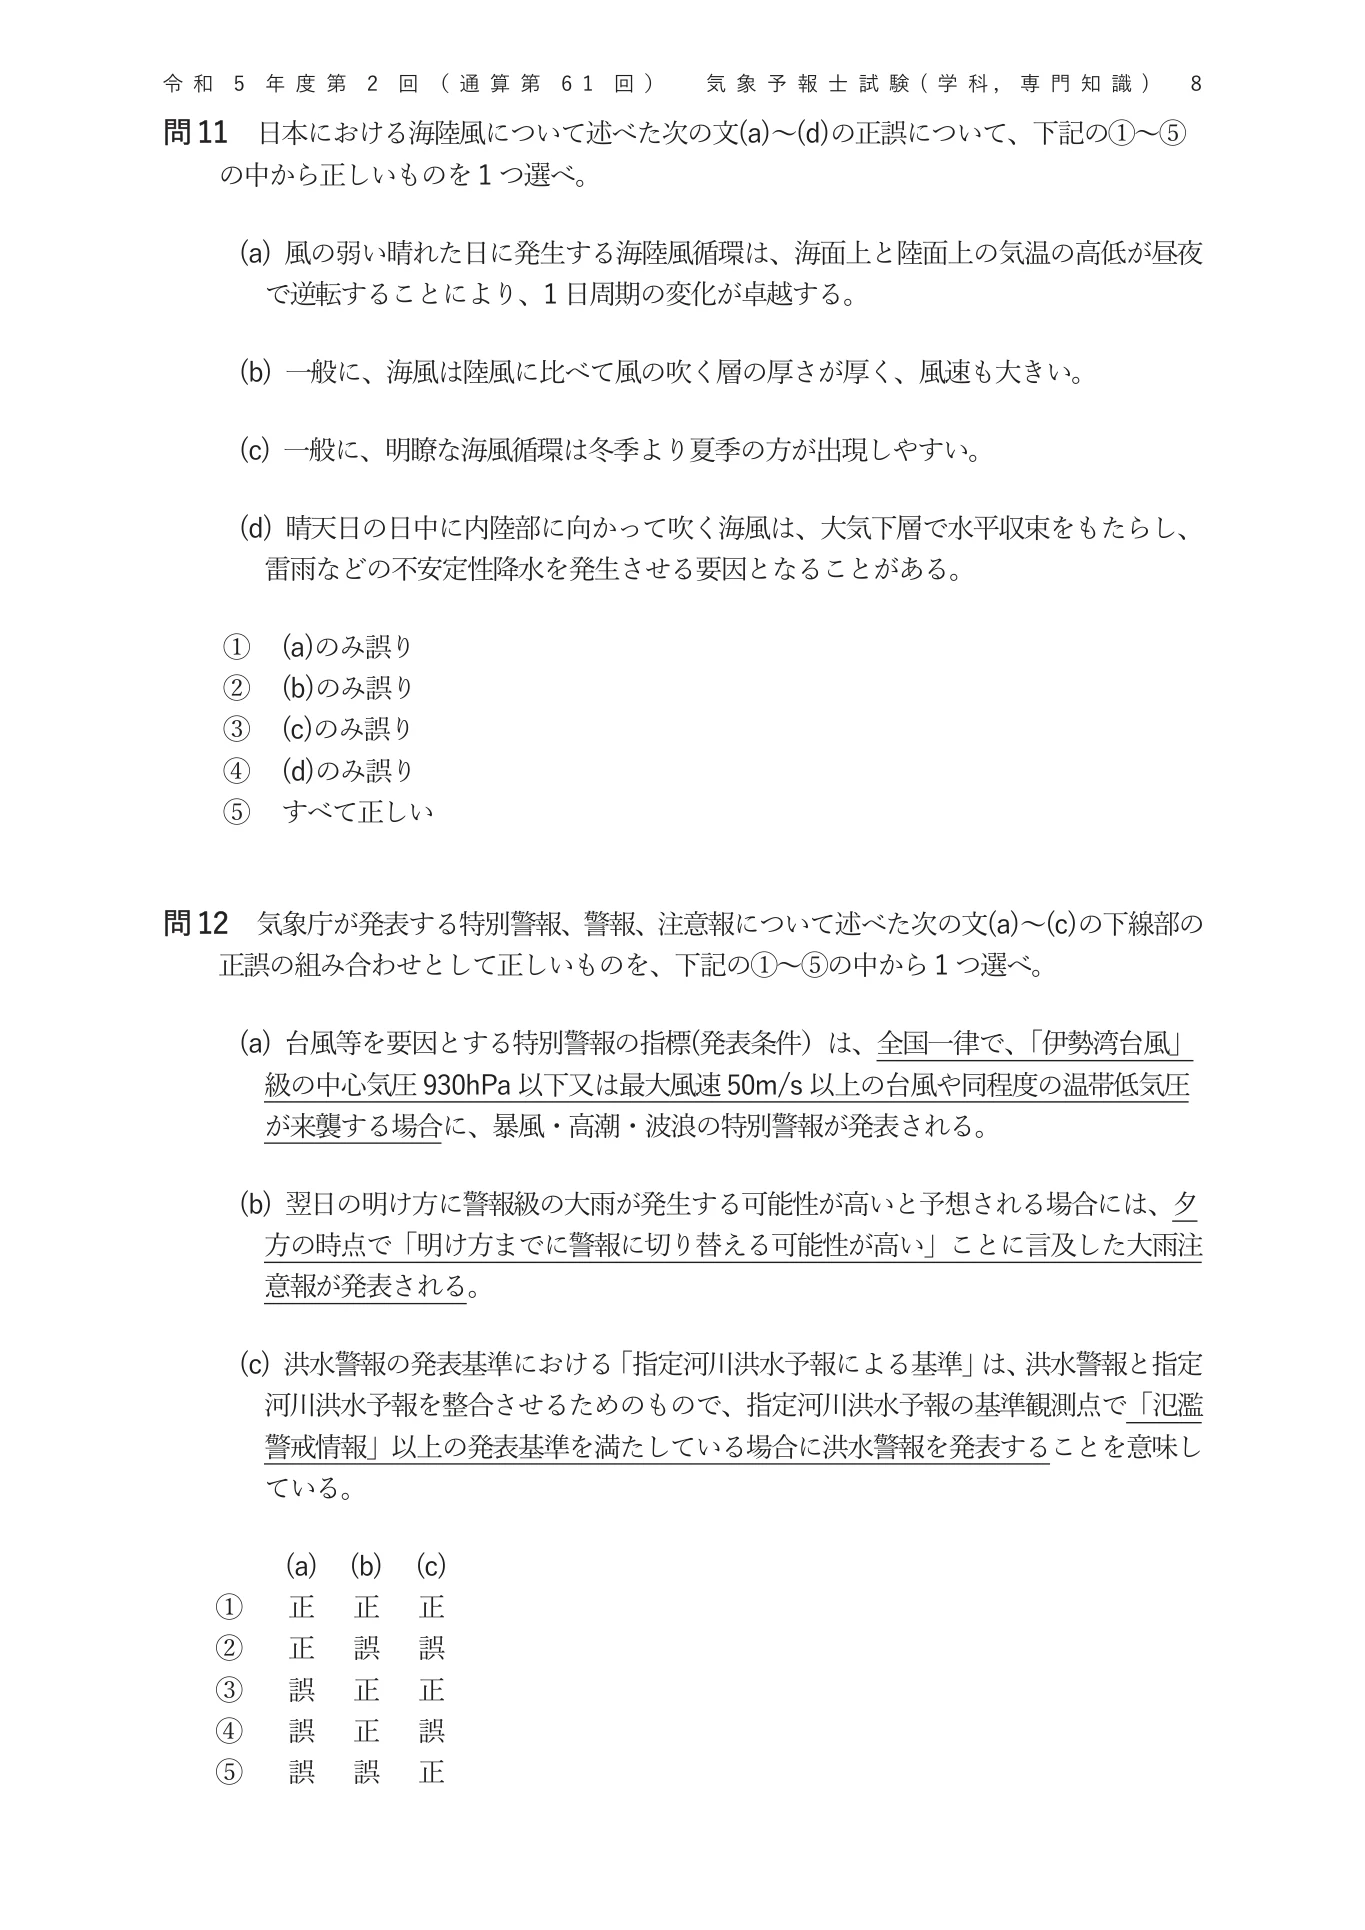 令和 5 年度第 2 回（通算第 61 回）　気象予報士試験(学科，専門知識)　8
問11　日本における海陸風について述べた次の文(a)～(d)の正誤について、下記の①～⑤
の中から正しいものを1つ選べ。
(a) 風の弱い晴れた日に発生する海陸風循環は、海面上と陸面上の気温の高低が昼夜
で逆転することにより、1日周期の変化が卓越する。
(b) 一般に、海風は陸風に比べて風の吹く層の厚さが厚く、風速も大きい。
(c) 一般に、明瞭な海風循環は冬季より夏季の方が出現しやすい。
(d) 晴天日の日中に内陸部に向かって吹く海風は、大気下層で水平収束をもたらし、
雷雨などの不安定性降水を発生させる要因となることがある。
①　(a)のみ誤り
②　(b)のみ誤り
③　(c)のみ誤り
④　(d)のみ誤り
⑤　すべて正しい
問12　気象庁が発表する特別警報、警報、注意報について述べた次の文(a)～(c)の下線部の
正誤の組み合わせとして正しいものを、下記の①～⑤の中から1つ選べ。
(a) 台風等を要因とする特別警報の指標(発表条件）は、全国一律で、「伊勢湾台風」
級の中心気圧 930hPa 以下又は最大風速 50m/s 以上の台風や同程度の温帯低気圧
が来襲する場合に、暴風・高潮・波浪の特別警報が発表される。
(b) 翌日の明け方に警報級の大雨が発生する可能性が高いと予想される場合には、夕
方の時点で「明け方までに警報に切り替える可能性が高い」ことに言及した大雨注
意報が発表される。
(c) 洪水警報の発表基準における「指定河川洪水予報による基準」は、洪水警報と指定
河川洪水予報を整合させるためのもので、指定河川洪水予報の基準観測点で「氾濫
警戒情報」以上の発表基準を満たしている場合に洪水警報を発表することを意味し
ている。
(a)　(b)　(c)
①　正　正　正
②　正　誤　誤
③　誤　正　正
④　誤　正　誤
⑤　誤　誤　正